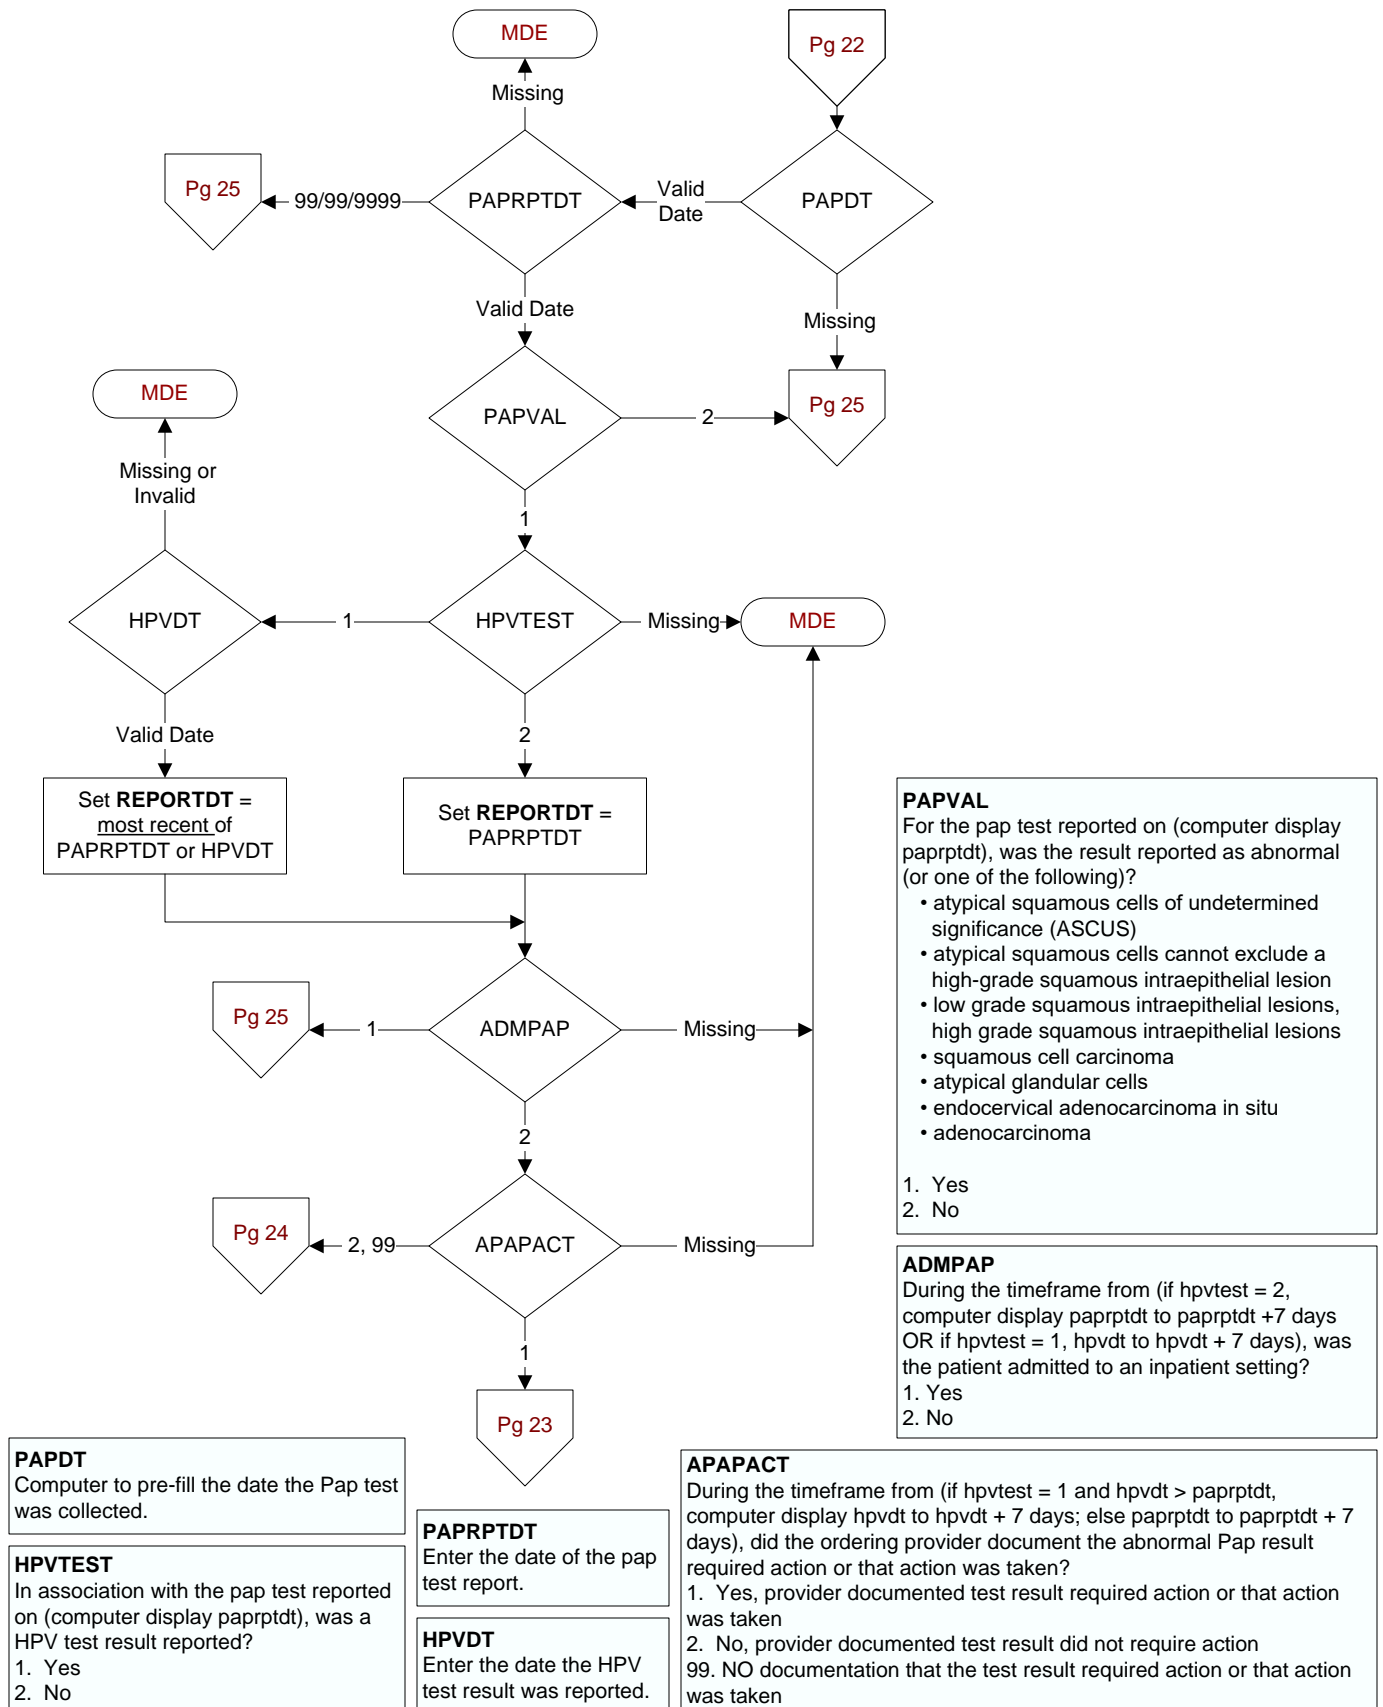 MDE
Pg 22
Missing
Pg 25
99/99/9999
PAPRPTDT
Valid
Date
PAPDT
Valid Date
Missing
MDE
PAPVAL
2
Pg 25
Missing or
Invalid
1
HPVDT
1
HPVTEST
Missing
MDE
Valid Date
2
Set REPORTDT =
most recent of
PAPRPTDT or HPVDT
Set REPORTDT =
PAPRPTDT
Pg 25
1
ADMPAP
Missing
2
Pg 24
2, 99
APAPACT
Missing
1
Pg 23
PAPVAL
For the pap test reported on (computer display
paprptdt), was the result reported as abnormal
(or one of the following)?
• atypical squamous cells of undetermined
significance (ASCUS)
• atypical squamous cells cannot exclude a
high-grade squamous intraepithelial lesion
• low grade squamous intraepithelial lesions,
high grade squamous intraepithelial lesions
• squamous cell carcinoma
• atypical glandular cells
• endocervical adenocarcinoma in situ
• adenocarcinoma
1. Yes
2. No
ADMPAP
During the timeframe from (if hpvtest = 2,
computer display paprptdt to paprptdt +7 days
OR if hpvtest = 1, hpvdt to hpvdt + 7 days), was
the patient admitted to an inpatient setting?
1. Yes
2. No
PAPDT
Computer to pre-fill the date the Pap test
was collected.
HPVTEST
In association with the pap test reported
on (computer display paprptdt), was a
HPV test result reported?
1. Yes
2. No
PAPRPTDT
Enter the date of the pap
test report.
HPVDT
Enter the date the HPV
test result was reported.
APAPACT
During the timeframe from (if hpvtest = 1 and hpvdt > paprptdt,
computer display hpvdt to hpvdt + 7 days; else paprptdt to paprptdt + 7
days), did the ordering provider document the abnormal Pap result
required action or that action was taken?
1. Yes, provider documented test result required action or that action
was taken
2. No, provider documented test result did not require action
99. NO documentation that the test result required action or that action
was taken